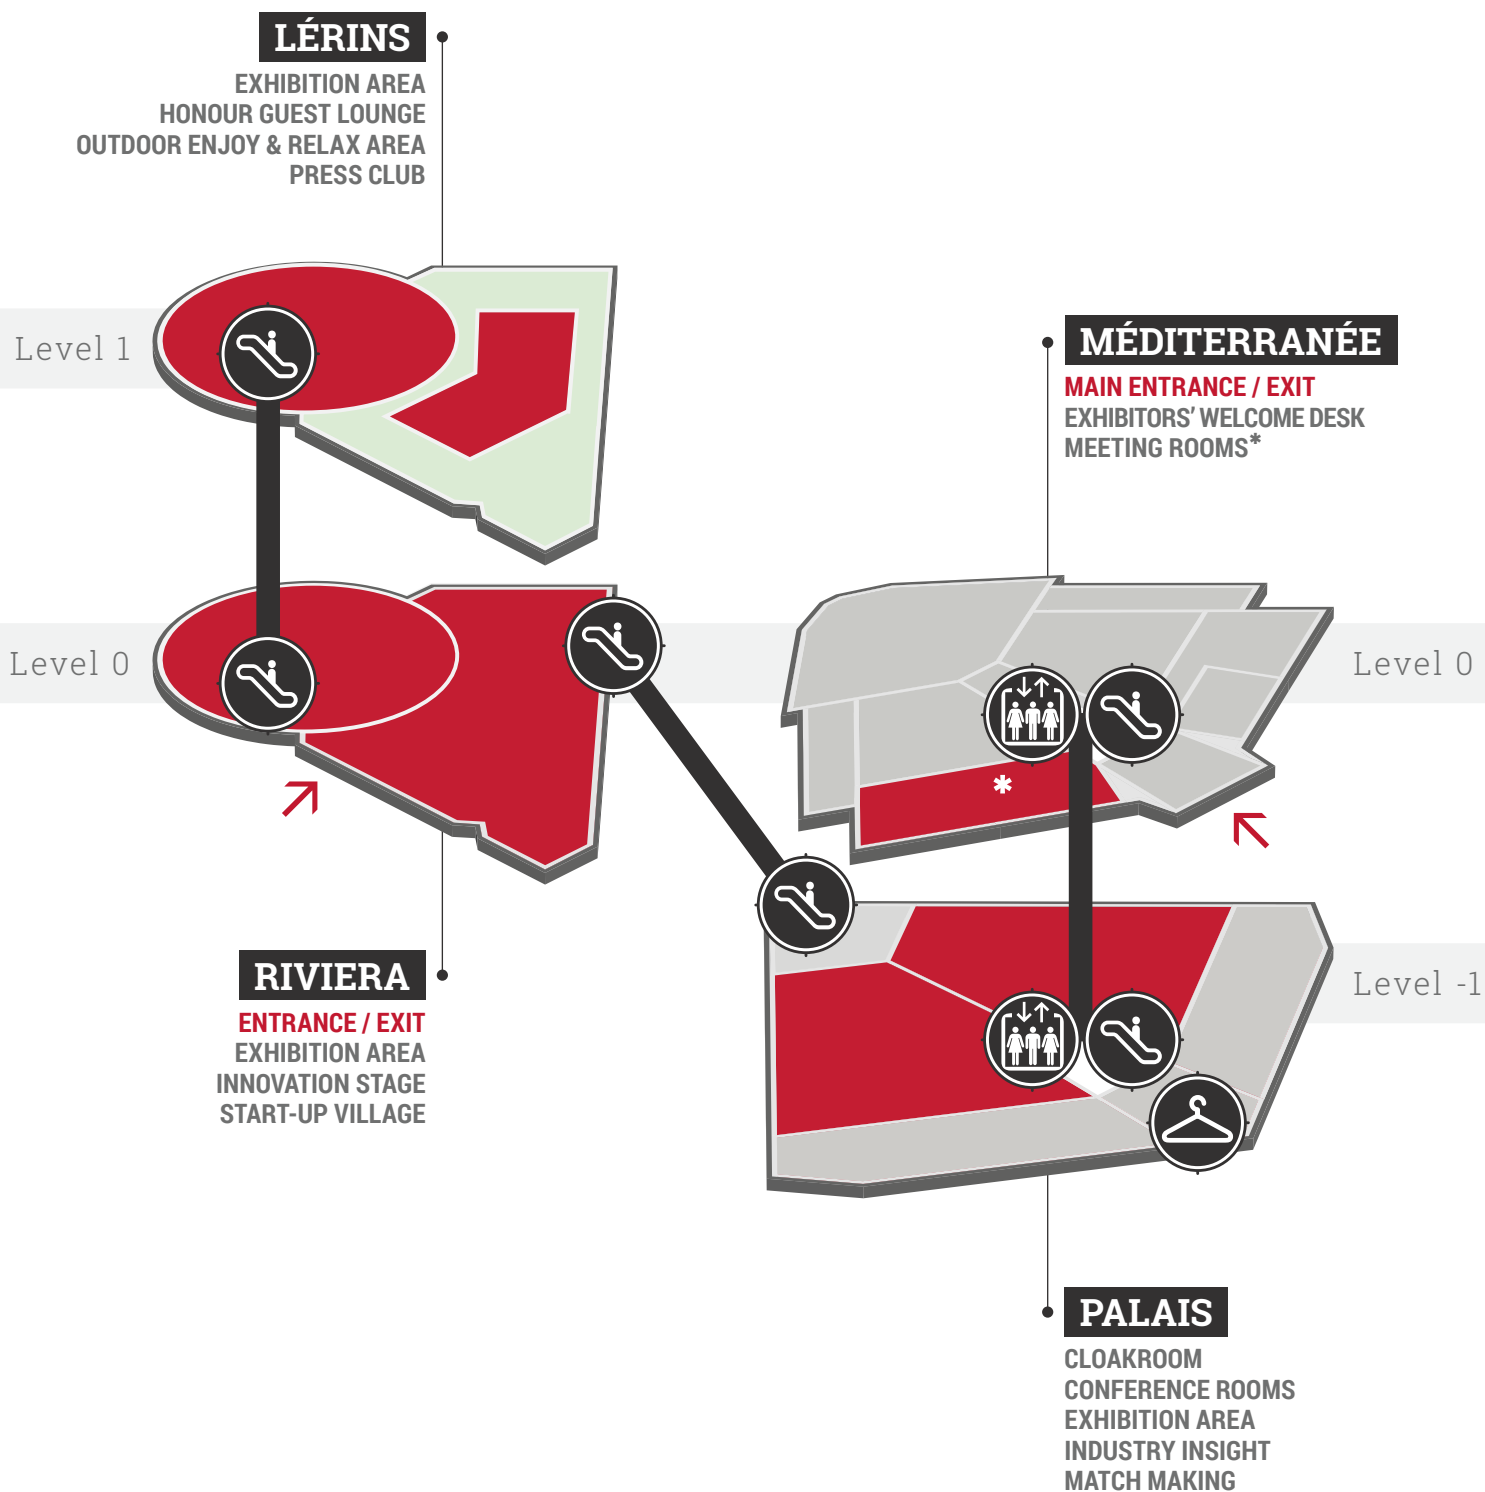 LÉRINS
EXHIBITION AREA
HONOUR GUEST LOUNGE
OUTDOOR ENJOY & RELAX AREA
PRESS CLUB
Level 1
MÉDITERRANÉE
MAIN ENTRANCE / EXIT
EXHIBITORS' WELCOME DESK
MEETING ROOMS*
Level 0
Level 0
*
RIVIERA
ENTRANCE / EXIT
EXHIBITION AREA
INNOVATION STAGE
START-UP VILLAGE
Level -1
PALAIS
CLOAKROOM
CONFERENCE ROOMS
EXHIBITION AREA
INDUSTRY INSIGHT
MATCH MAKING